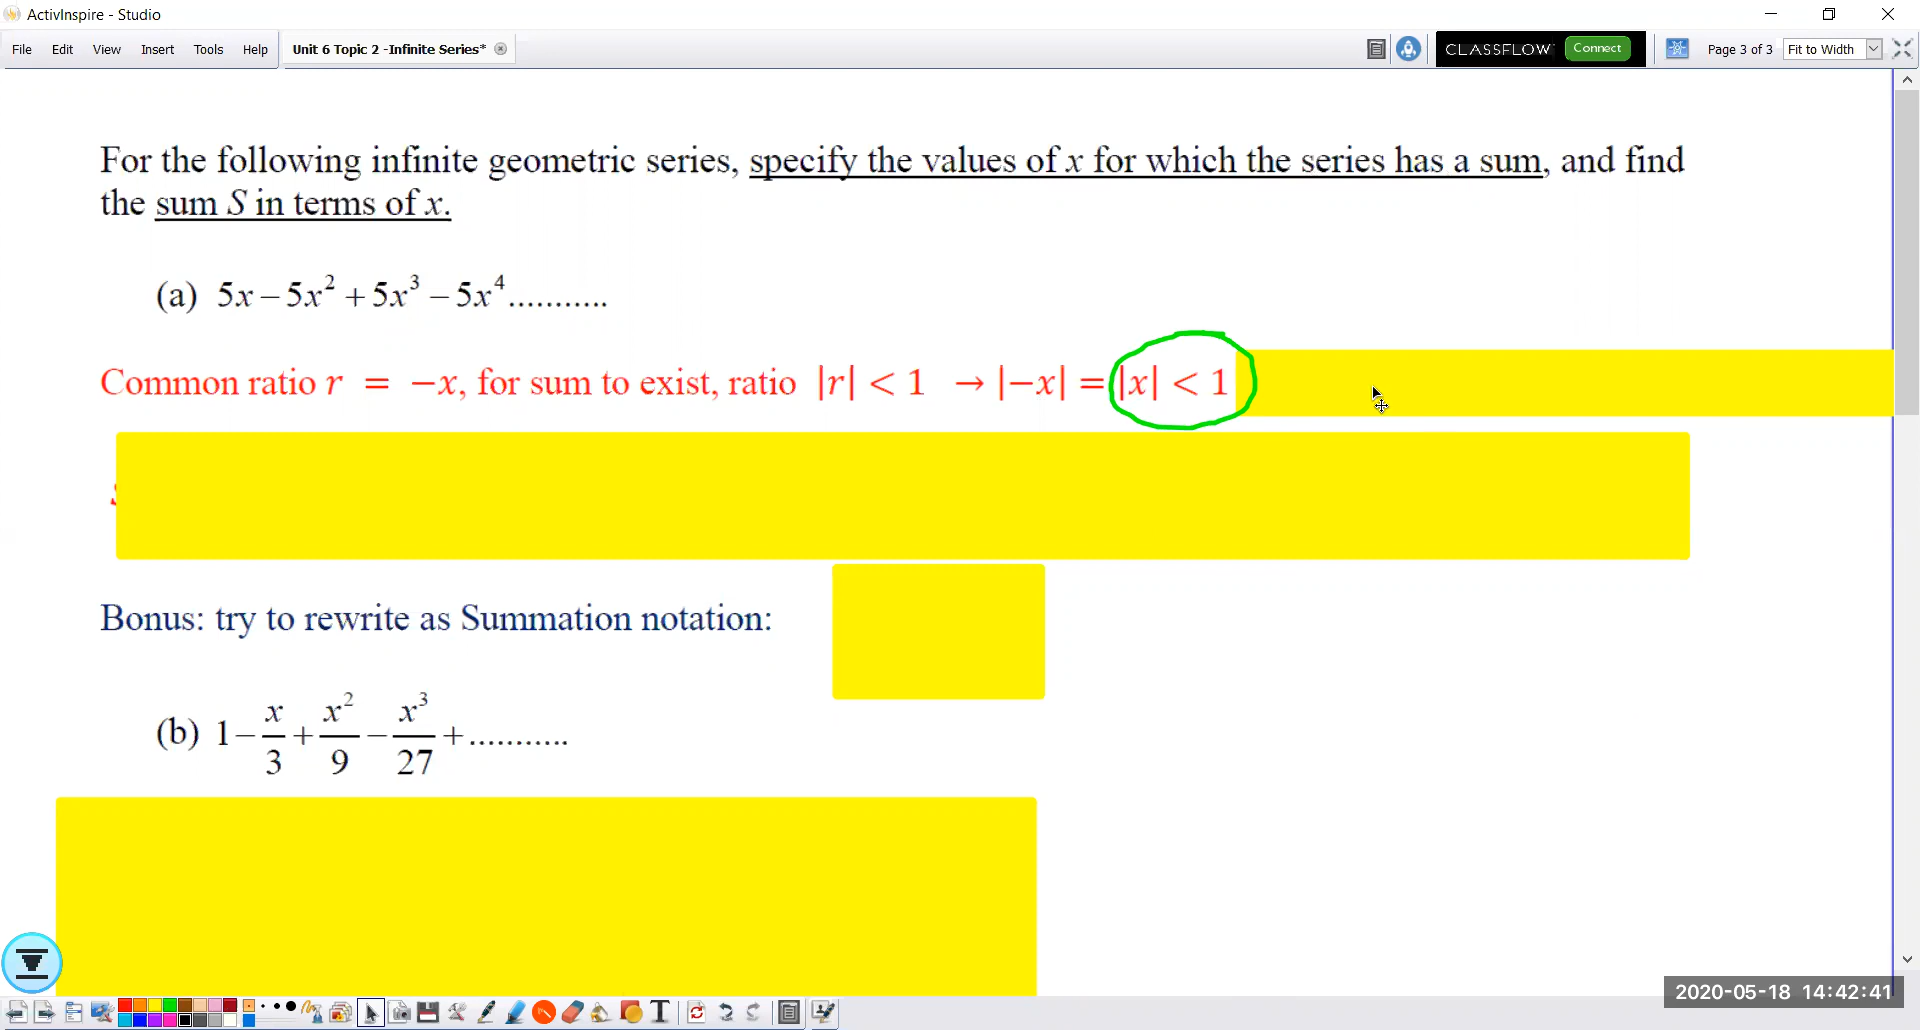 ActivInspire - Studio
File Edit View Insert Tools Help Unit 6 Topic 2 -Infinite Series* CLASSFLOW Connect Page 3 of 3 Fit to Width
For the following infinite geometric series, specify the values of x for which the series has a sum, and find
the sum S in terms of x.
(a) 5x − 5x² + 5x³ − 5x⁴...........
Common ratio r = −x, for sum to exist, ratio |r| < 1 → |−x| = |x| < 1
Bonus: try to rewrite as Summation notation:
(b) 1 − x/3 + x²/9 − x³/27 + ...........
2020-05-18 14:42:41